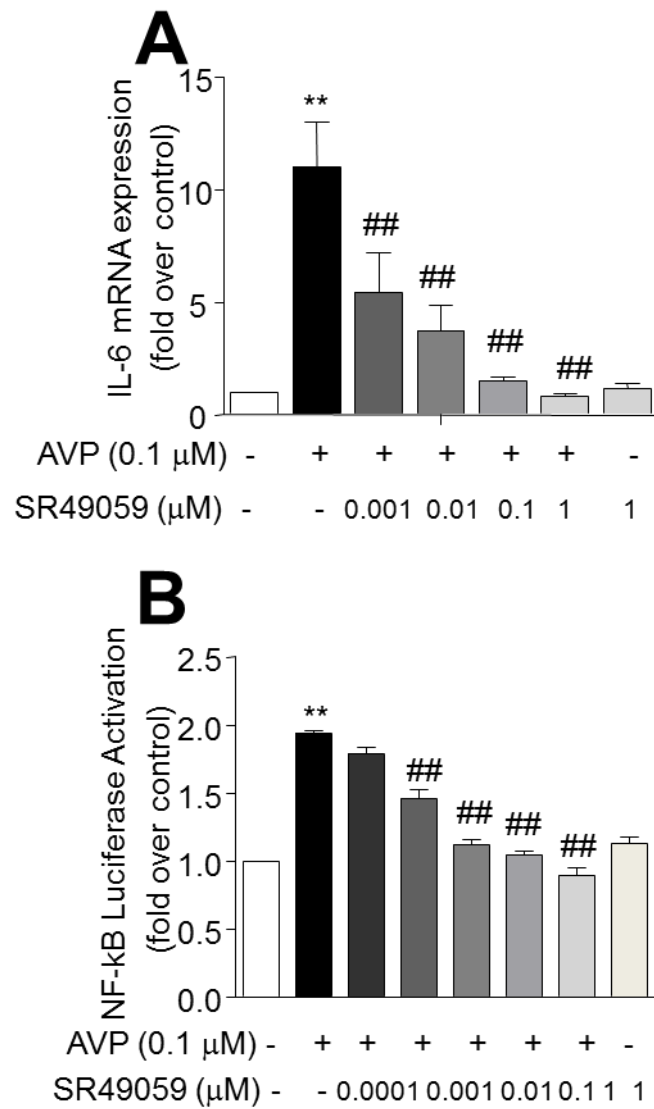 A
IL-6 mRNA expression
(fold over control)
15
10
5
0
**
##
##
##
##
AVP (0.1 μM) - + + + + + -
SR49059 (μM) - - 0.001 0.01 0.1 1 1
B
NF-kB Luciferase Activation
(fold over control)
2.5
2.0
1.5
1.0
0.5
0.0
**
##
##
##
##
AVP (0.1 μM) - + + + + + + -
SR49059 (μM) - - 0.0001 0.001 0.01 0.1 1 1